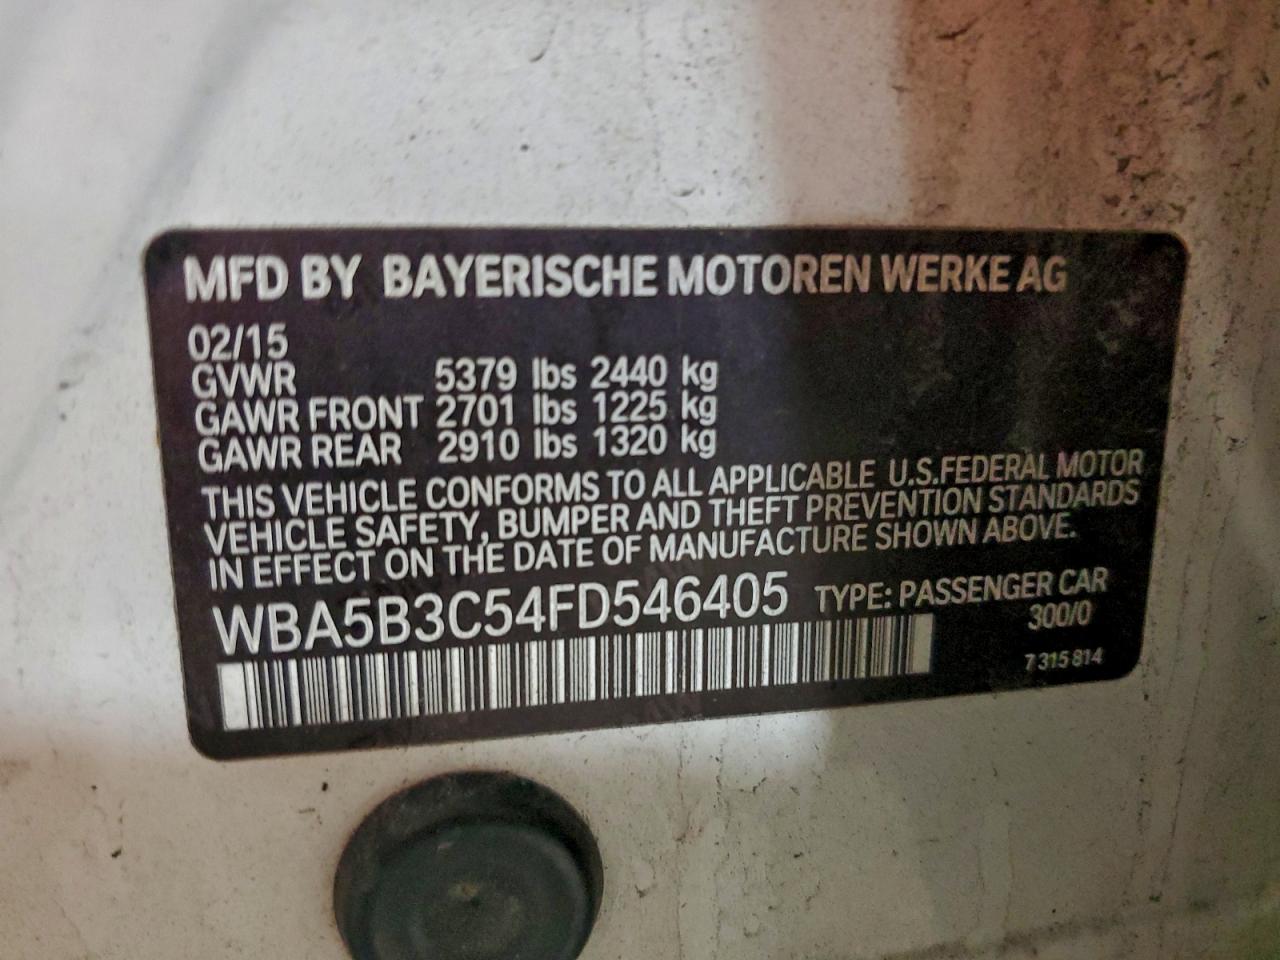 MFD BY BAYERISCHE MOTOREN WERKE AG
02/15
GVWR 5379 lbs 2440 kg
GAWR FRONT 2701 lbs 1225 kg
GAWR REAR 2910 lbs 1320 kg
THIS VEHICLE CONFORMS TO ALL APPLICABLE U.S.FEDERAL MOTOR
VEHICLE SAFETY, BUMPER AND THEFT PREVENTION STANDARDS
IN EFFECT ON THE DATE OF MANUFACTURE SHOWN ABOVE.
WBA5B3C54FD546405 TYPE: PASSENGER CAR
300/0
7 315 814